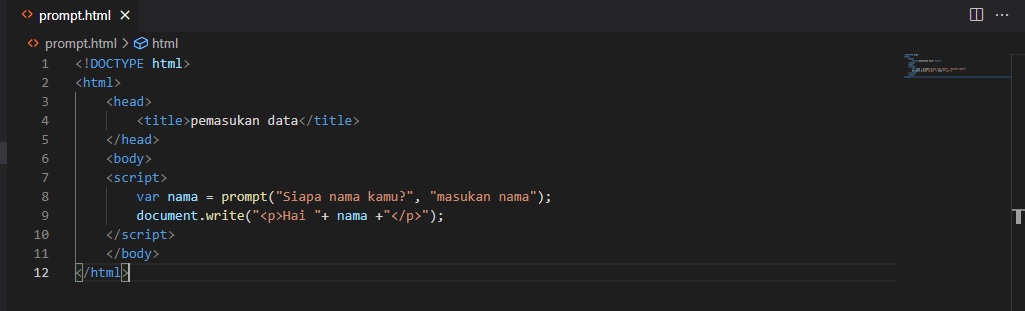 prompt.html
prompt.html > html
1 <!DOCTYPE html>
2 <html>
3     <head>
4         <title>pemasukan data</title>
5     </head>
6     <body>
7     <script>
8         var nama = prompt("Siapa nama kamu?", "masukan nama");
9         document.write("<p>Hai "+ nama +"</p>");
10     </script>
11     </body>
12 </html>
T